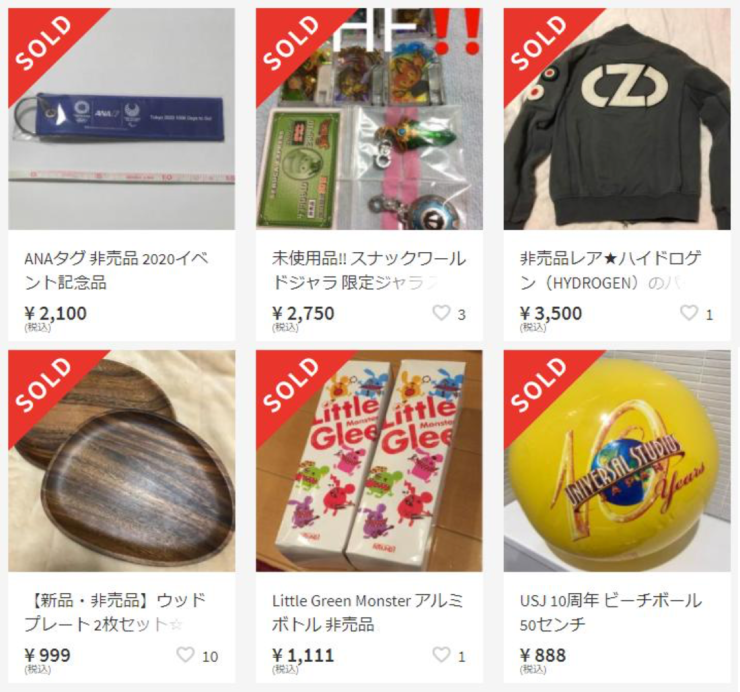 SOLD
SOLD
HF!!
SOLD
ANA
Tokyo 2020
CZC
ANAタグ 非売品 2020イベ
ント記念品
¥ 2,100
(税込)
未使用品!! スナックワール
ドジャラ 限定ジャラス
¥ 2,750
(税込)
3
非売品レア★ハイドロゲ
ン（HYDROGEN）のパ
¥ 3,500
(税込)
1
SOLD
SOLD
SOLD
Little
Monster
Glee
Little
Monster
Glee
10
UNIVERSAL STUDIOS
JAPAN
Years
【新品・非売品】ウッド
プレート 2枚セット☆
¥ 999
(税込)
10
Little Green Monster アルミ
ボトル 非売品
¥ 1,111
(税込)
1
USJ 10周年 ビーチボール
50センチ
¥ 888
(税込)